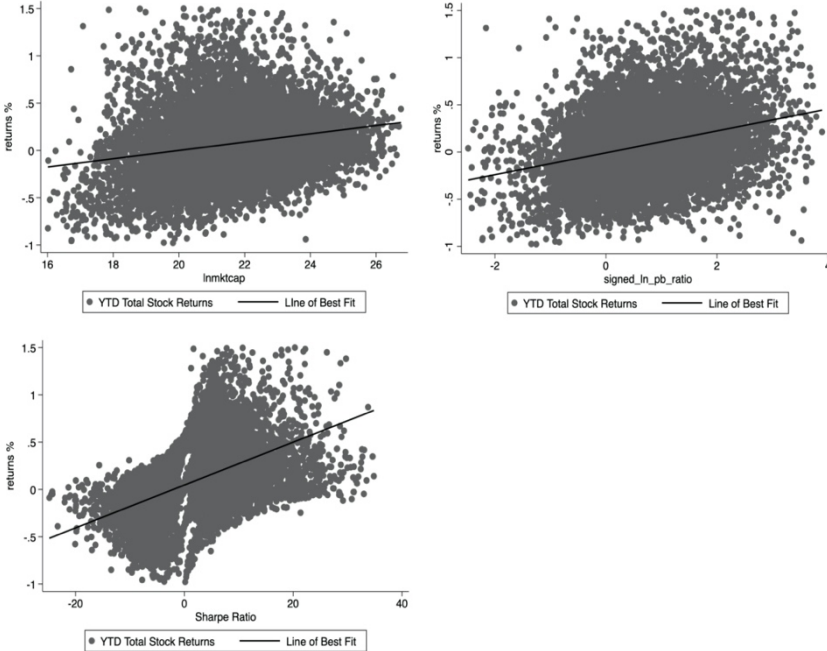 returns %
1.5
1
.5
0
-.5
-1
16 18 20 22 24 26
lnmktcap
YTD Total Stock Returns LIne of Best Fit
returns %
1.5
1
.5
0
-.5
-1
-2 0 2 4
signed_ln_pb_ratio
YTD Total Stock Returns Line of Best Fit
returns %
1.5
1
.5
0
-.5
-1
-20 0 20 40
Sharpe Ratio
YTD Total Stock Returns Line of Best Fit